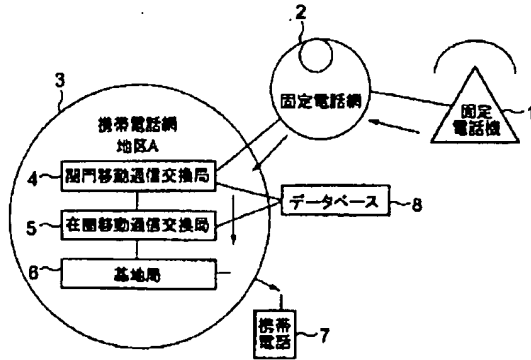 2
固定電話網
固定
電話機
1
3
携帯電話網
地区A
4
関門移動通信交換局
データベース
8
5
在圏移動通信交換局
6
基地局
携帯
電話
7